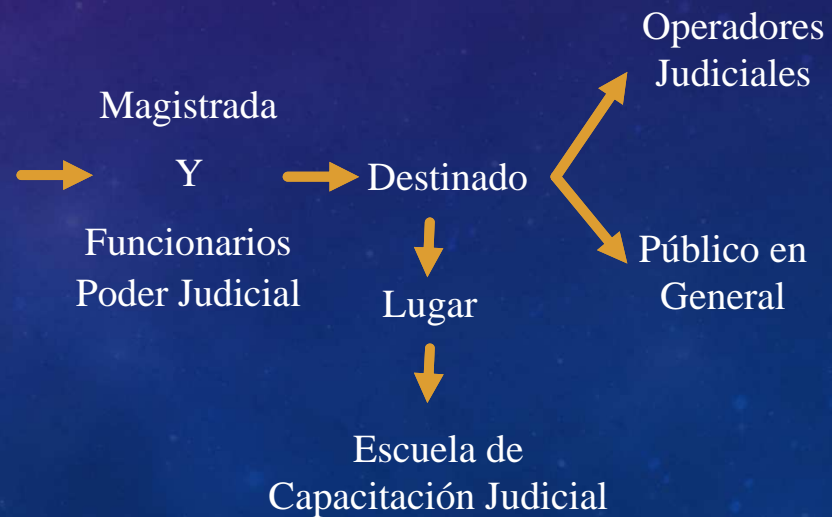 Magistrada
Y
Funcionarios
Poder Judicial
Destinado
Operadores
Judiciales
Público en
General
Lugar
Escuela de
Capacitación Judicial